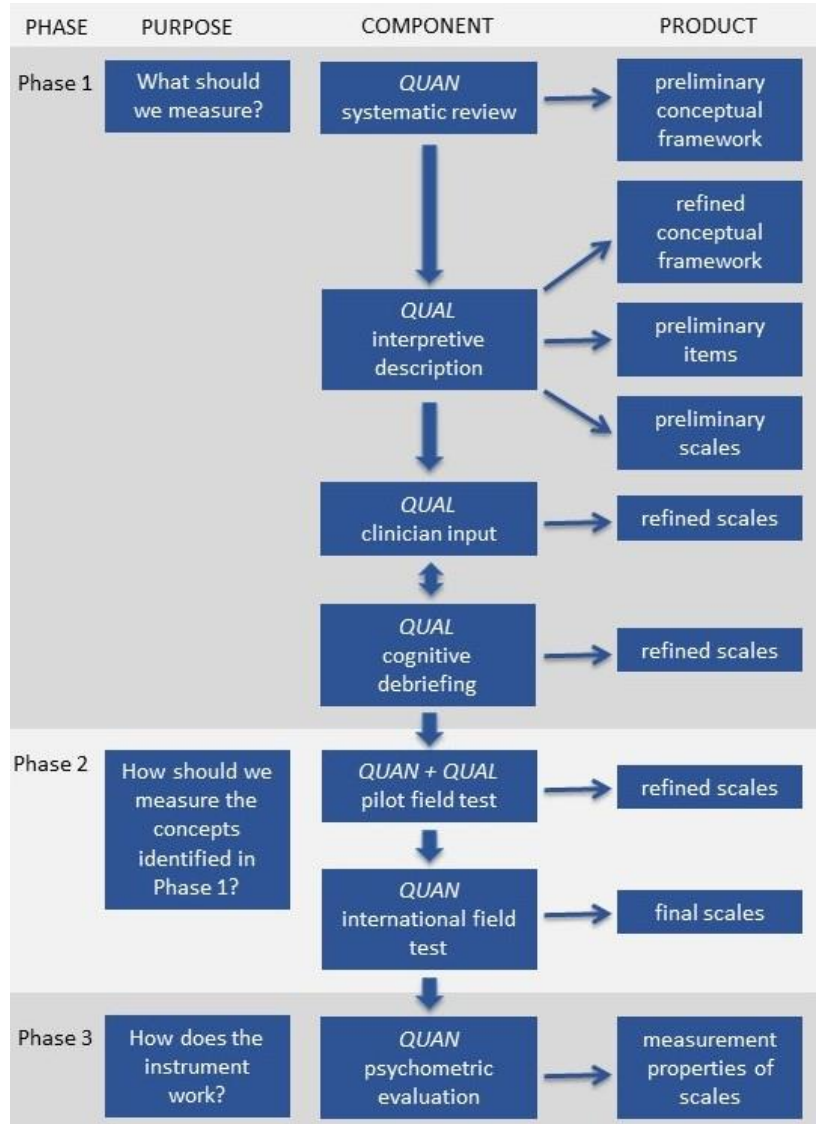 PHASE
PURPOSE
COMPONENT
PRODUCT
Phase 1
What should
we measure?
QUAN
systematic review
preliminary
conceptual
framework
refined
conceptual
framework
QUAL
interpretive
description
preliminary
items
preliminary
scales
QUAL
clinician input
refined scales
QUAL
cognitive
debriefing
refined scales
Phase 2
How should we
measure the
concepts
identified in
Phase 1?
QUAN + QUAL
pilot field test
refined scales
QUAN
international field
test
final scales
Phase 3
How does the
instrument
work?
QUAN
psychometric
evaluation
measurement
properties of
scales